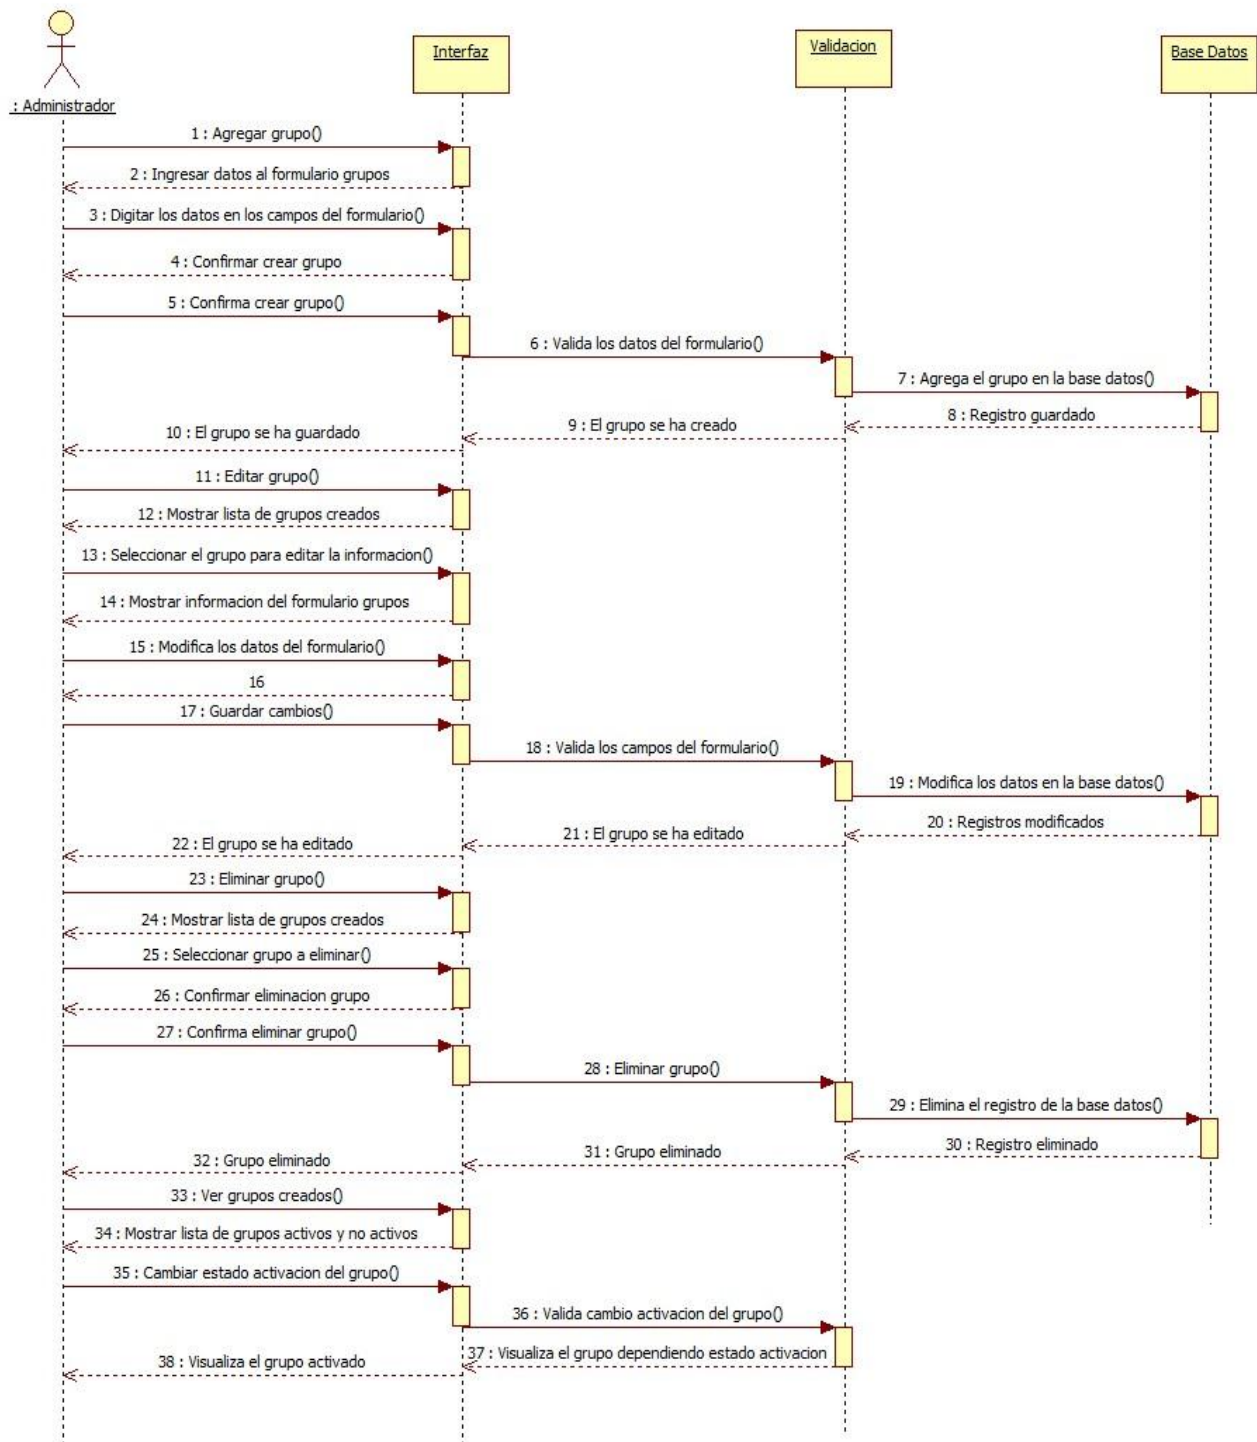 : Administrador
Interfaz
Validacion
Base Datos
1 : Agregar grupo()
2 : Ingresar datos al formulario grupos
3 : Digitar los datos en los campos del formulario()
4 : Confirmar crear grupo
5 : Confirma crear grupo()
6 : Valida los datos del formulario()
7 : Agrega el grupo en la base datos()
8 : Registro guardado
9 : El grupo se ha creado
10 : El grupo se ha guardado
11 : Editar grupo()
12 : Mostrar lista de grupos creados
13 : Seleccionar el grupo para editar la informacion()
14 : Mostrar informacion del formulario grupos
15 : Modifica los datos del formulario()
16
17 : Guardar cambios()
18 : Valida los campos del formulario()
19 : Modifica los datos en la base datos()
20 : Registros modificados
21 : El grupo se ha editado
22 : El grupo se ha editado
23 : Eliminar grupo()
24 : Mostrar lista de grupos creados
25 : Seleccionar grupo a eliminar()
26 : Confirmar eliminacion grupo
27 : Confirma eliminar grupo()
28 : Eliminar grupo()
29 : Elimina el registro de la base datos()
30 : Registro eliminado
31 : Grupo eliminado
32 : Grupo eliminado
33 : Ver grupos creados()
34 : Mostrar lista de grupos activos y no activos
35 : Cambiar estado activacion del grupo()
36 : Valida cambio activacion del grupo()
37 : Visualiza el grupo dependiendo estado activacion
38 : Visualiza el grupo activado